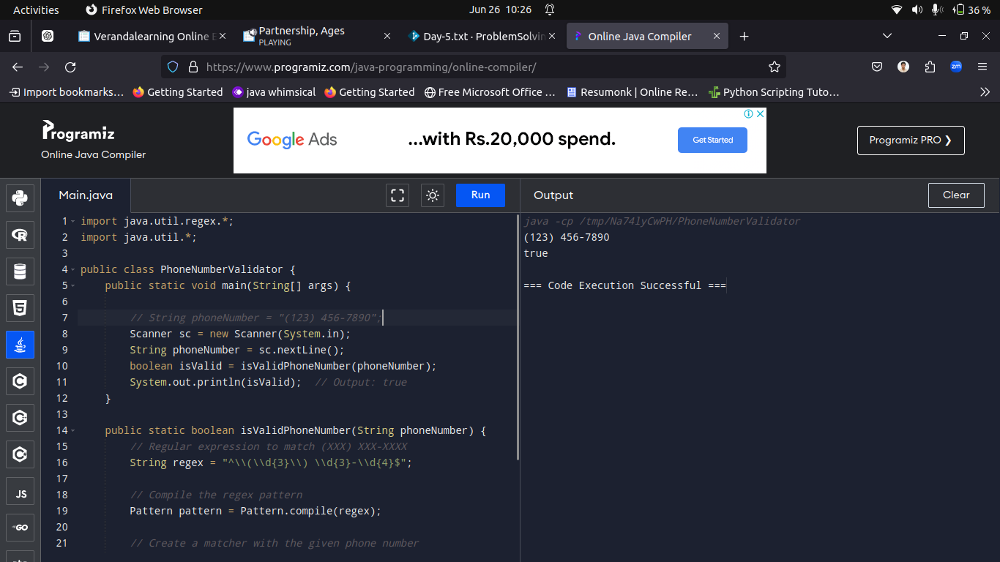 Activities Firefox Web Browser Jun 26 10:26 36 %
Verandalearning Online E Partnership, Ages Day-5.txt · ProblemSolvin Online Java Compiler
PLAYING
https://www.programiz.com/java-programming/online-compiler/ zm
Import bookmarks... Getting Started java whimsical Getting Started Free Microsoft Office ... Resumonk | Online Re... Python Scripting Tuto...
Programiz
Online Java Compiler
Google Ads ...with Rs.20,000 spend. Get Started
Programiz PRO ❯
Main.java Run Output Clear
1 import java.util.regex.*;
2 import java.util.*;
3
4 public class PhoneNumberValidator {
5 public static void main(String[] args) {
6
7 // String phoneNumber = "(123) 456-7890";
8 Scanner sc = new Scanner(System.in);
9 String phoneNumber = sc.nextLine();
10 boolean isValid = isValidPhoneNumber(phoneNumber);
11 System.out.println(isValid);  // Output: true
12 }
13
14 public static boolean isValidPhoneNumber(String phoneNumber) {
15 // Regular expression to match (XXX) XXX-XXXX
16 String regex = "^\\(\\d{3}\\) \\d{3}-\\d{4}$";
17
18 // Compile the regex pattern
19 Pattern pattern = Pattern.compile(regex);
20
21 // Create a matcher with the given phone number
java -cp /tmp/Na74lyCwPH/PhoneNumberValidator
(123) 456-7890
true
=== Code Execution Successful ===
R
5
C
C
C#
JS
GO